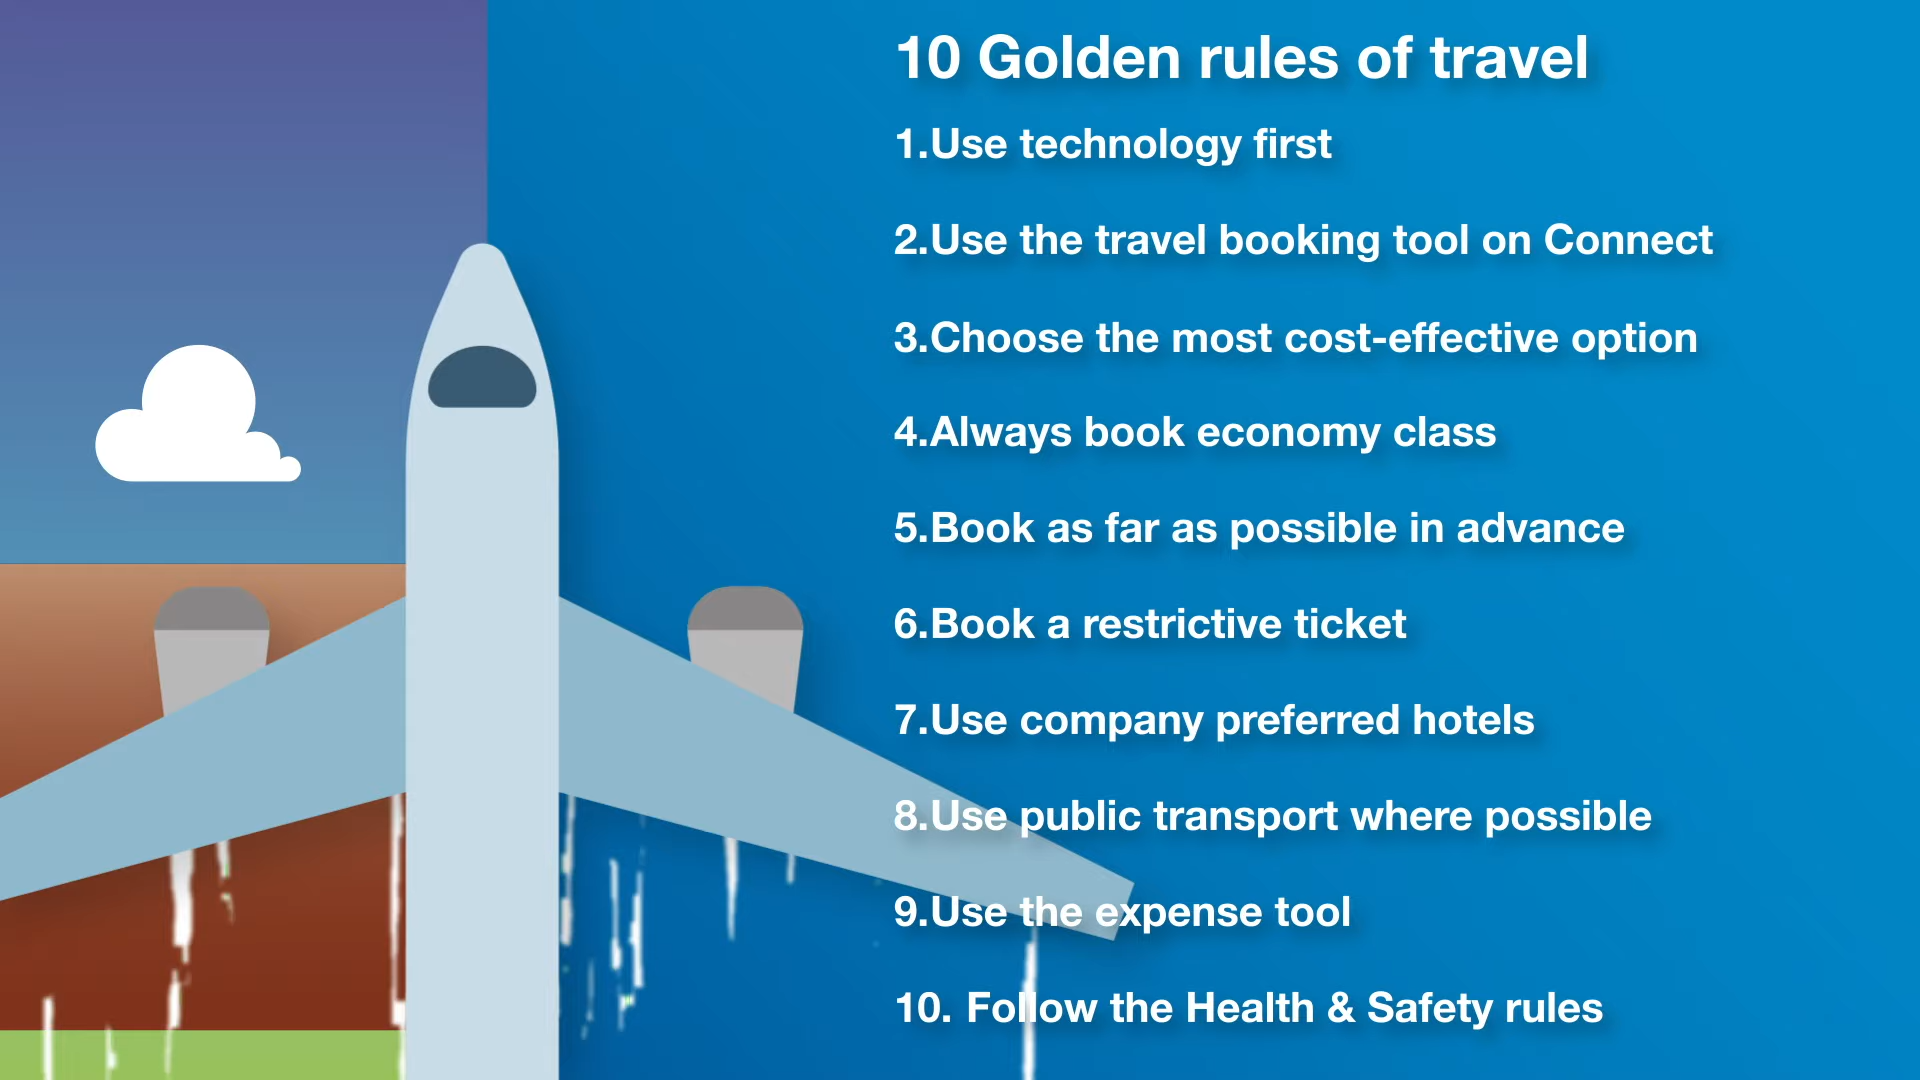 10 Golden rules of travel
1.Use technology first
2.Use the travel booking tool on Connect
3.Choose the most cost-effective option
4.Always book economy class
5.Book as far as possible in advance
6.Book a restrictive ticket
7.Use company preferred hotels
8.Use public transport where possible
9.Use the expense tool
10. Follow the Health & Safety rules